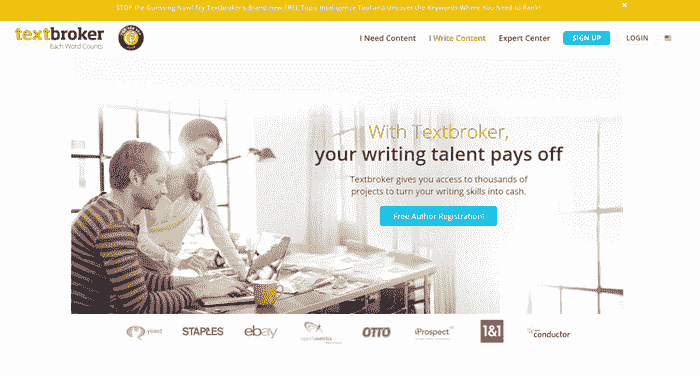 STOP the Guessing Now! Try Textbroker's Brand-new FREE Topic Intelligence Tool and Uncover the Keywords Where You Need to Rank!
textbroker
Each Word Counts
I Need Content
I Write Content
Expert Center
SIGN UP
LOGIN
With Textbroker,
your writing talent pays off
Textbroker gives you access to thousands of
projects to turn your writing skills into cash.
Free Author Registration!
yoast
STAPLES
ebay
OTTO
iProspect
1&1
conductor